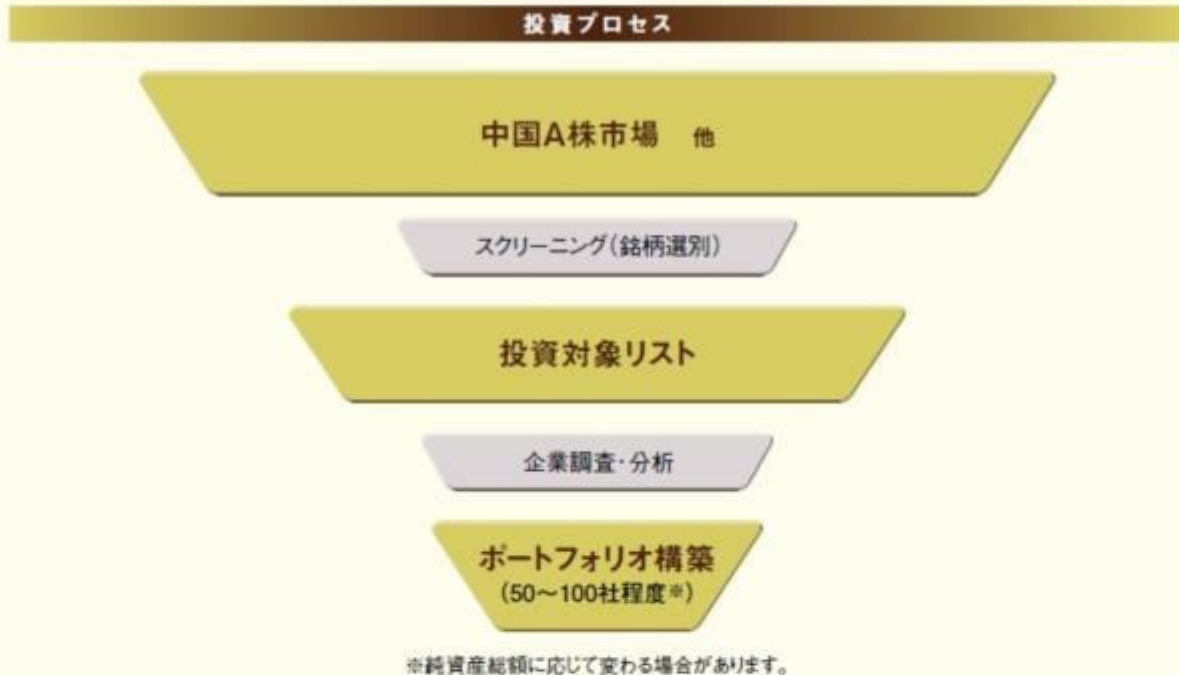 投資プロセス
中国A株市場 他
スクリーニング(銘柄選別)
投資対象リスト
企業調査・分析
ポートフォリオ構築
(50～100社程度※)
※純資産総額に応じて変わる場合があります。